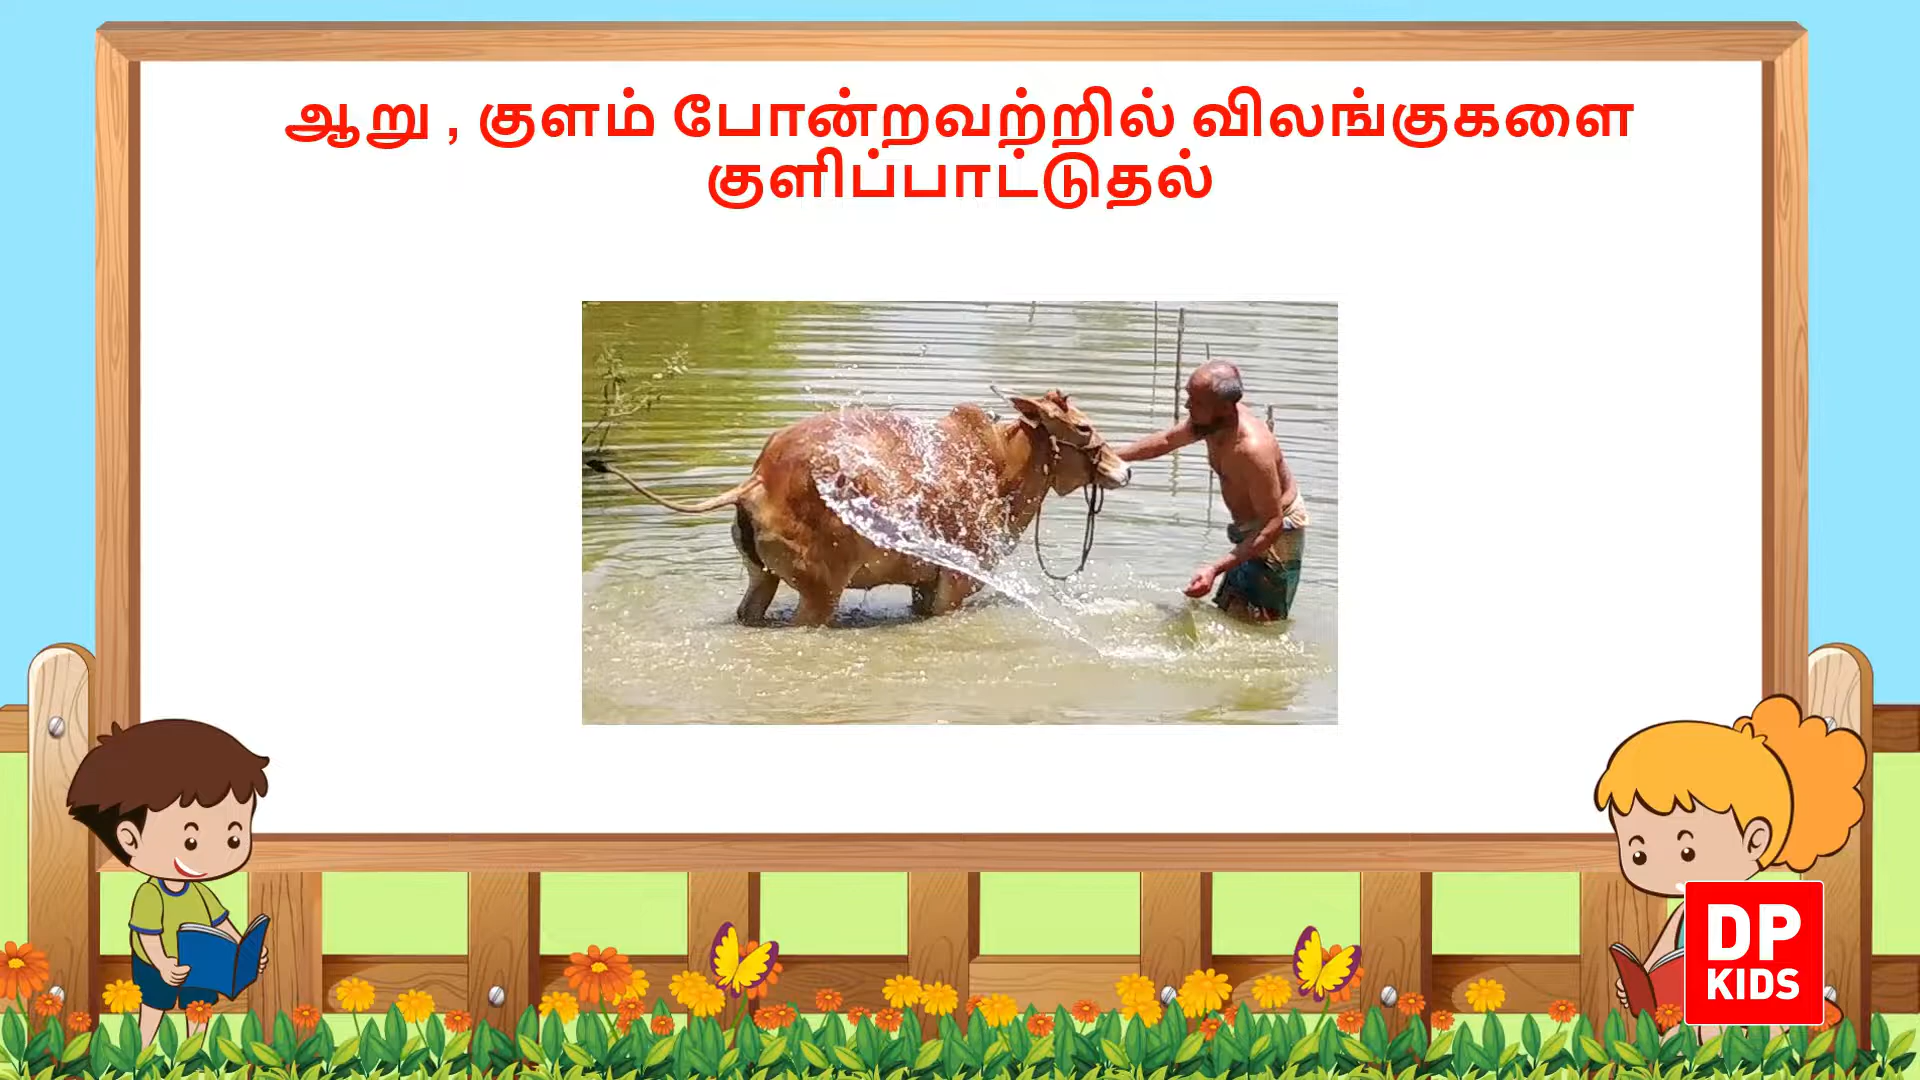 ஆறு , குளம் போன்றவற்றில் விலங்குகளை
குளிப்பாட்டுதல்
DP
KIDS